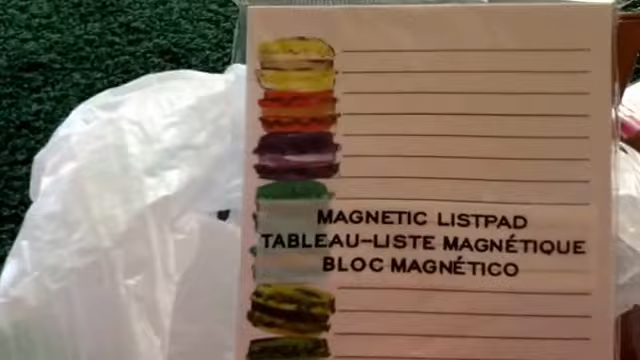 MAGNETIC LISTPAD
TABLEAU-LISTE MAGNÉTIQUE
BLOC MAGNÉTICO